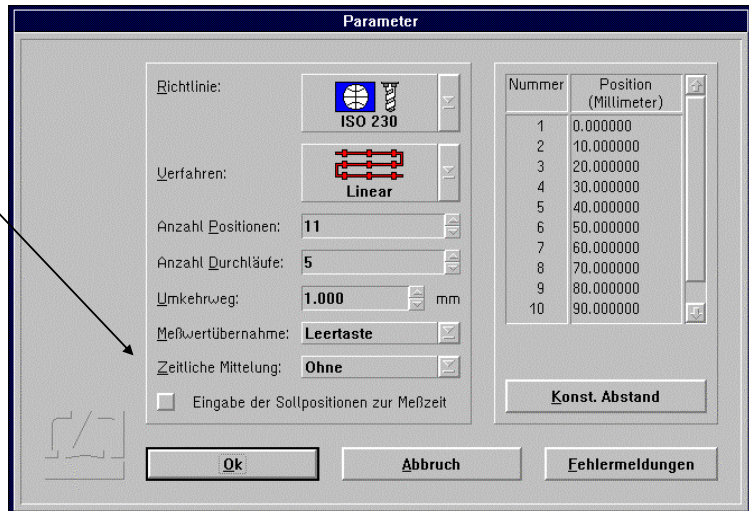 Parameter
Richtlinie:
ISO 230
Verfahren:
Linear
Anzahl Positionen:
11
Anzahl Durchläufe:
5
Umkehrweg:
1.000
mm
Meßwertübernahme:
Leertaste
Zeitliche Mittelung:
Ohne
Eingabe der Sollpositionen zur Meßzeit
Nummer Position
(Millimeter)
1 0.000000
2 10.000000
3 20.000000
4 30.000000
5 40.000000
6 50.000000
7 60.000000
8 70.000000
9 80.000000
10 90.000000
Konst. Abstand
Ok
Abbruch
Fehlermeldungen